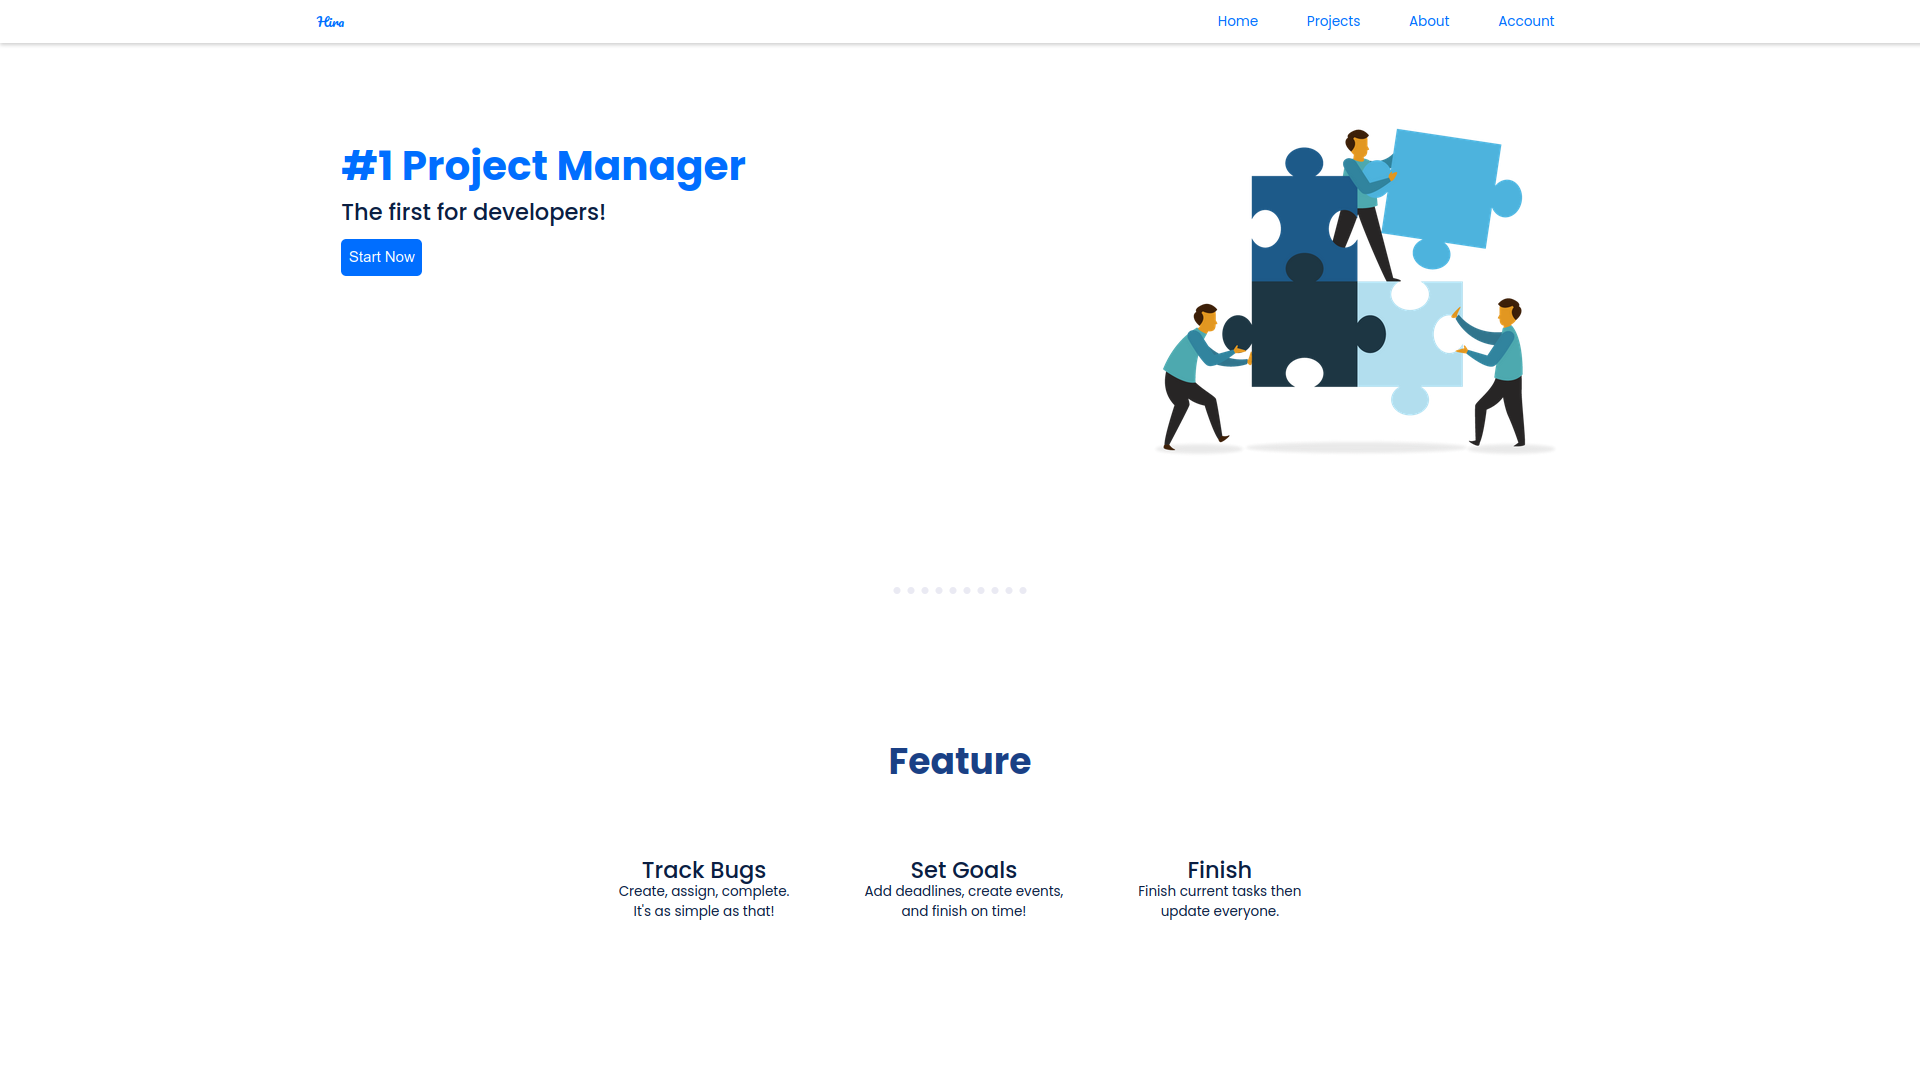 Hira
Home Projects About Account
#1 Project Manager
The first for developers!
Start Now
Feature
Track Bugs
Create, assign, complete.
It's as simple as that!
Set Goals
Add deadlines, create events,
and finish on time!
Finish
Finish current tasks then
update everyone.